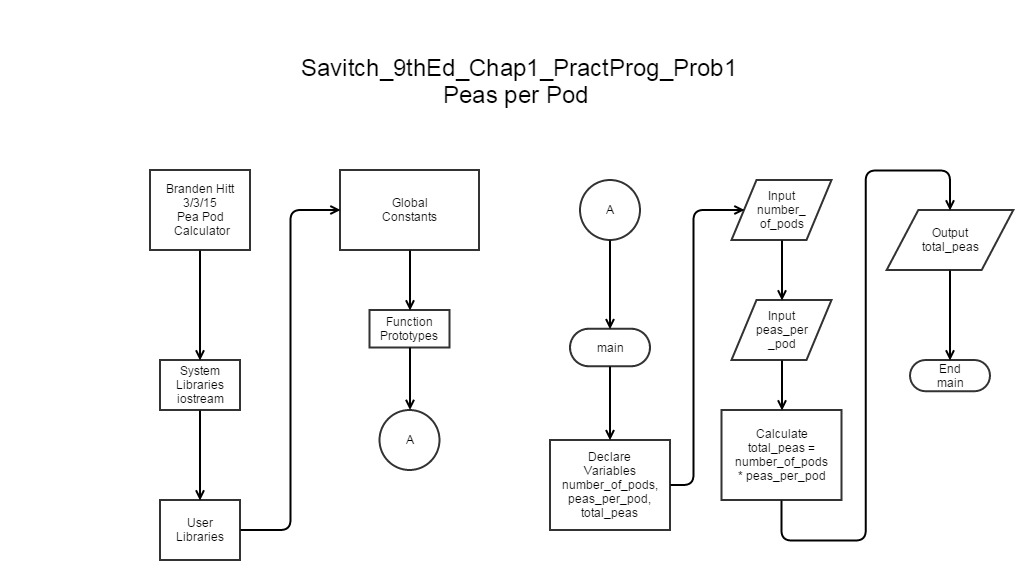 Savitch_9thEd_Chap1_PractProg_Prob1
Peas per Pod
Branden Hitt
3/3/15
Pea Pod
Calculator
System
Libraries
iostream
User
Libraries
Global
Constants
Function
Prototypes
A
A
main
Declare
Variables
number_of_pods,
peas_per_pod,
total_peas
Input
number_
of_pods
Input
peas_per
_pod
Calculate
total_peas =
number_of_pods
* peas_per_pod
Output
total_peas
End
main